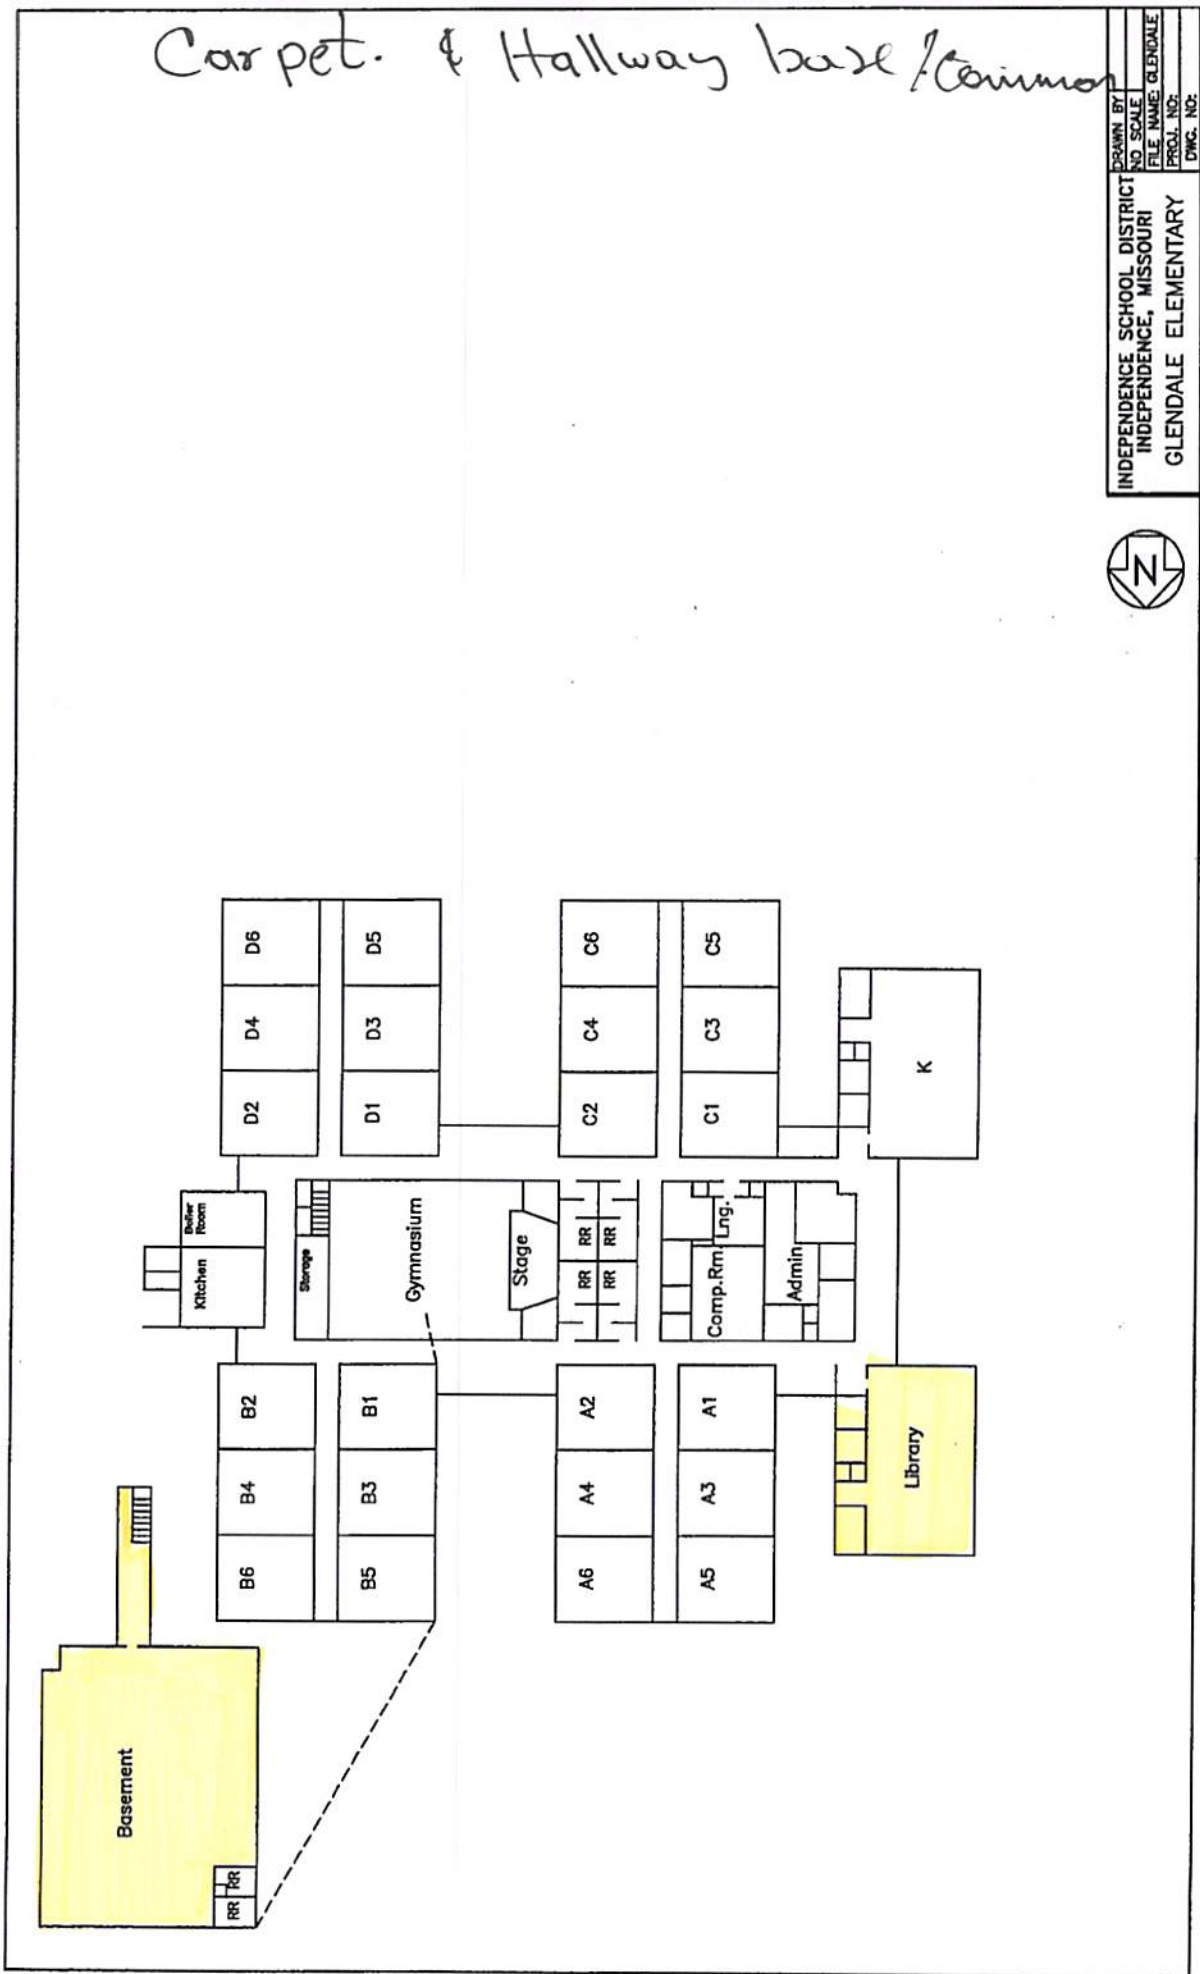 Carpet. & Hallway base/Common
DRAWN BY
NO SCALE
FILE NAME: GLENDALE
PROJ. NO:
DWG. NO:
INDEPENDENCE SCHOOL DISTRICT
INDEPENDENCE, MISSOURI
GLENDALE ELEMENTARY
N
D6
D5
C6
C5
D4
D3
C4
C3
K
D2
D1
C2
C1
Boiler
Room
Kitchen
Storage
Gymnasium
Stage
RR
RR
RR
RR
Lng.
Comp.Rm.
Admin
B2
B1
A2
A1
B4
B3
A4
A3
Library
B6
B5
A6
A5
Basement
RR
RR